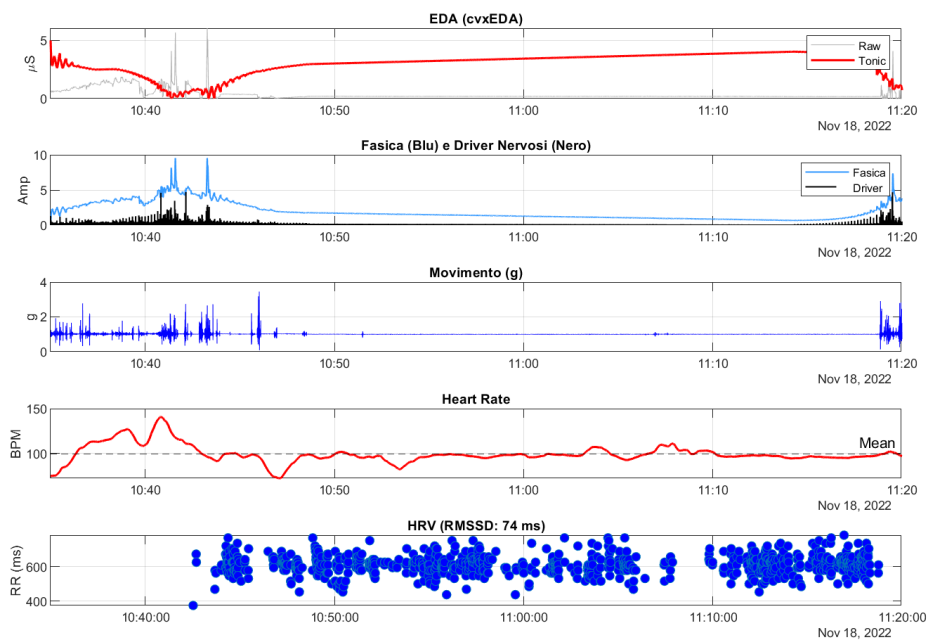 EDA (cvxEDA)
5
0
μS
Raw
Tonic
10:40
10:50
11:00
11:10
11:20
Nov 18, 2022
Fasica (Blu) e Driver Nervosi (Nero)
10
5
0
Amp
Fasica
Driver
10:40
10:50
11:00
11:10
11:20
Nov 18, 2022
Movimento (g)
4
2
0
g
10:40
10:50
11:00
11:10
11:20
Nov 18, 2022
Heart Rate
150
100
BPM
Mean
10:40
10:50
11:00
11:10
11:20
Nov 18, 2022
HRV (RMSSD: 74 ms)
600
400
RR (ms)
10:40:00
10:50:00
11:00:00
11:10:00
11:20:00
Nov 18, 2022